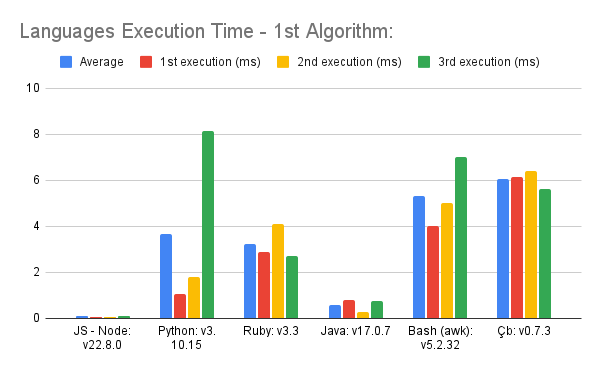 Languages Execution Time - 1st Algorithm:
Average 1st execution (ms) 2nd execution (ms) 3rd execution (ms)
10
8
6
4
2
0
JS - Node: Python: v3. Ruby: v3.3 Java: v17.0.7 Bash (awk): Çb: v0.7.3
v22.8.0 10.15 v5.2.32